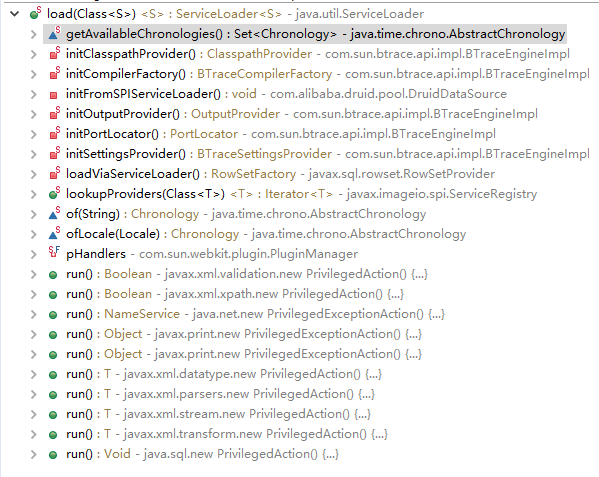 load(Class<S>) <S> : ServiceLoader<S> - java.util.ServiceLoader
getAvailableChronologies() : Set<Chronology> - java.time.chrono.AbstractChronology
initClasspathProvider() : ClasspathProvider - com.sun.btrace.api.impl.BTraceEngineImpl
initCompilerFactory() : BTraceCompilerFactory - com.sun.btrace.api.impl.BTraceEngineImpl
initFromSPIServiceLoader() : void - com.alibaba.druid.pool.DruidDataSource
initOutputProvider() : OutputProvider - com.sun.btrace.api.impl.BTraceEngineImpl
initPortLocator() : PortLocator - com.sun.btrace.api.impl.BTraceEngineImpl
initSettingsProvider() : BTraceSettingsProvider - com.sun.btrace.api.impl.BTraceEngineImpl
loadViaServiceLoader() : RowSetFactory - javax.sql.rowset.RowSetProvider
lookupProviders(Class<T>) <T> : Iterator<T> - javax.imageio.spi.ServiceRegistry
of(String) : Chronology - java.time.chrono.AbstractChronology
ofLocale(Locale) : Chronology - java.time.chrono.AbstractChronology
pHandlers - com.sun.webkit.plugin.PluginManager
run() : Boolean - javax.xml.validation.new PrivilegedAction() {...}
run() : Boolean - javax.xml.xpath.new PrivilegedAction() {...}
run() : NameService - java.net.new PrivilegedExceptionAction() {...}
run() : Object - javax.print.new PrivilegedExceptionAction() {...}
run() : Object - javax.print.new PrivilegedExceptionAction() {...}
run() : T - javax.xml.datatype.new PrivilegedAction() {...}
run() : T - javax.xml.parsers.new PrivilegedAction() {...}
run() : T - javax.xml.stream.new PrivilegedAction() {...}
run() : T - javax.xml.transform.new PrivilegedAction() {...}
run() : Void - java.sql.new PrivilegedAction() {...}